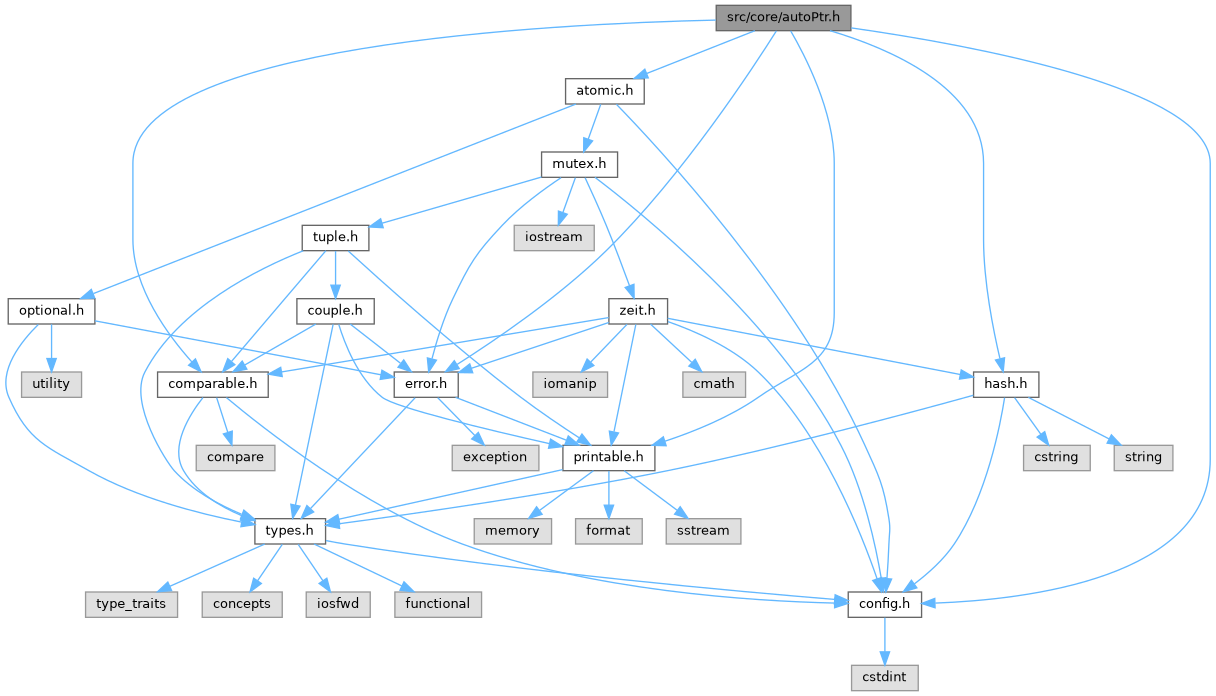 src/core/autoPtr.h
atomic.h
mutex.h
iostream
tuple.h
optional.h
couple.h
zeit.h
utility
comparable.h
error.h
iomanip
cmath
hash.h
compare
exception
printable.h
cstring
string
types.h
memory
format
sstream
type_traits
concepts
iosfwd
functional
config.h
cstdint